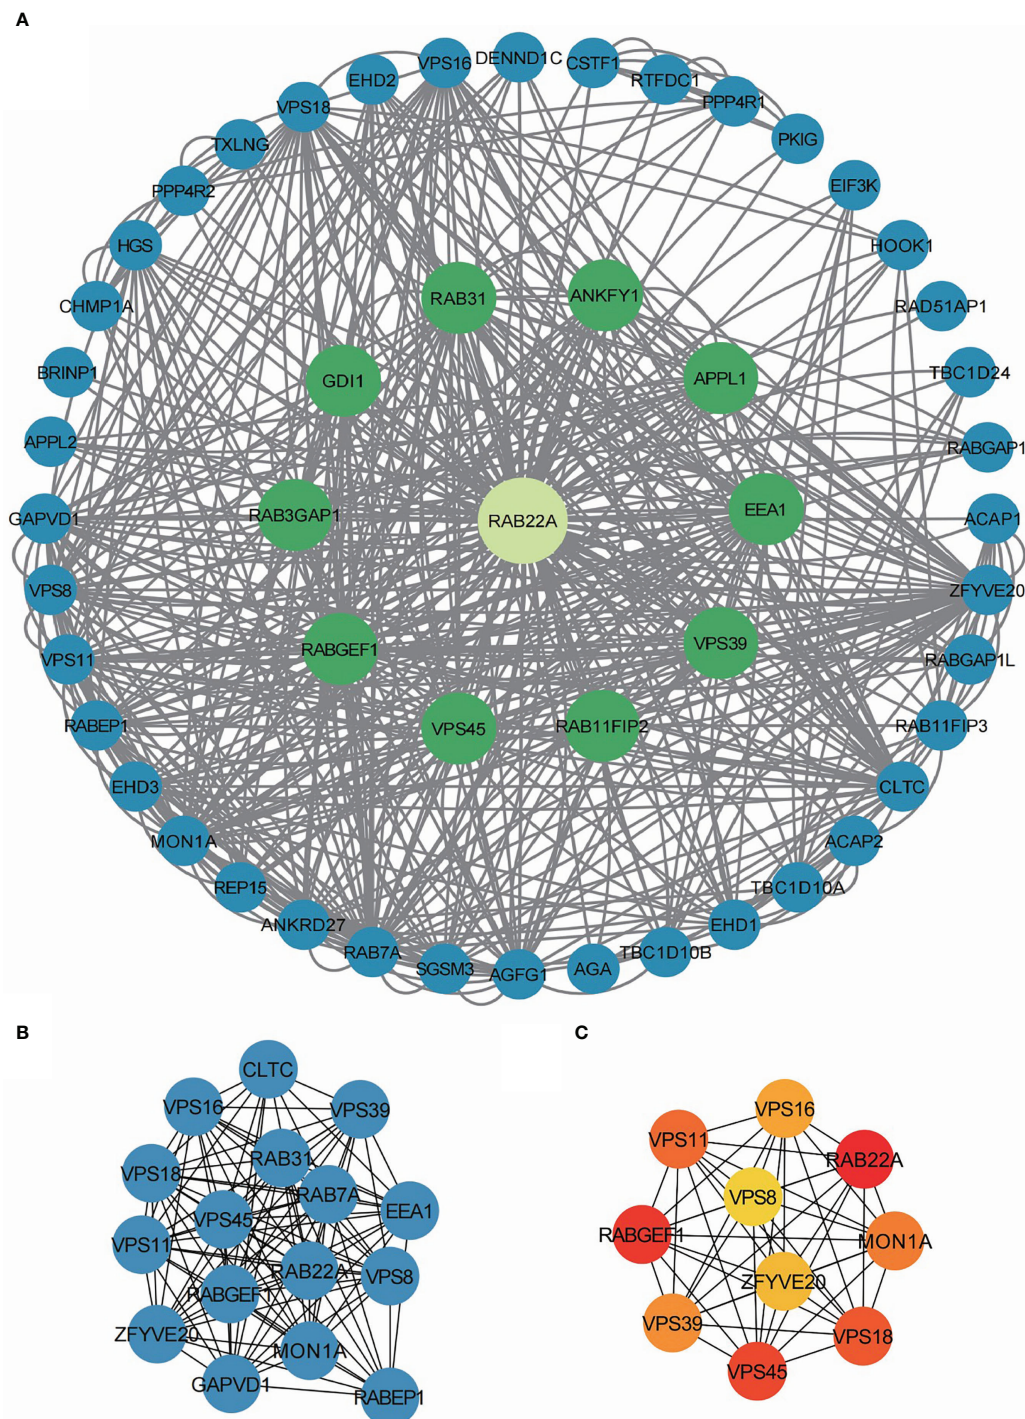 A
VPS16
DENND1C
CSTF1
EHD2
RTFDC1
VPS18
PPP4R1
TXLNG
PKIG
PPP4R2
EIF3K
HGS
HOOK1
CHMP1A
RAB31
ANKFY1
RAD51AP1
BRINP1
GDI1
APPL1
TBC1D24
APPL2
RABGAP1
GAPVD1
RAB3GAP1
RAB22A
EEA1
ACAP1
VPS8
ZFYVE20
VPS11
RABGEF1
VPS39
RABGAP1L
RABEP1
VPS45
RAB11FIP2
RAB11FIP3
EHD3
CLTC
MON1A
ACAP2
REP15
TBC1D10A
ANKRD27
EHD1
RAB7A
TBC1D10B
SGSM3
AGFG1
AGA
B
CLTC
VPS16
VPS39
RAB31
VPS18
RAB7A
VPS45
EEA1
VPS11
RAB22A
VPS8
RABGEF1
ZFYVE20
MON1A
GAPVD1
RABEP1
C
VPS16
VPS11
RAB22A
VPS8
RABGEF1
MON1A
ZFYVE20
VPS39
VPS18
VPS45